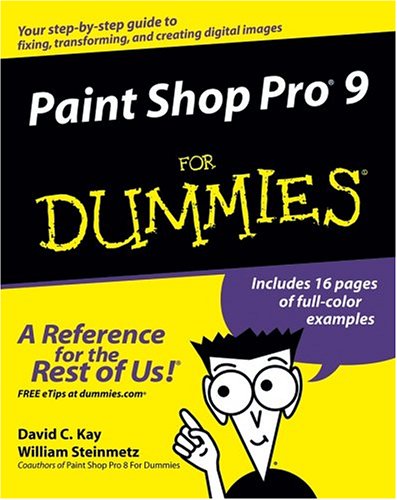 Your step-by-step guide to
fixing, transforming, and creating digital images
Paint Shop Pro® 9
FOR
DUMMIES®
Includes 16 pages
of full-color
examples
A Reference
for the
Rest of Us!®
FREE eTips at dummies.com®
David C. Kay
William Steinmetz
Coauthors of Paint Shop Pro 8 For Dummies